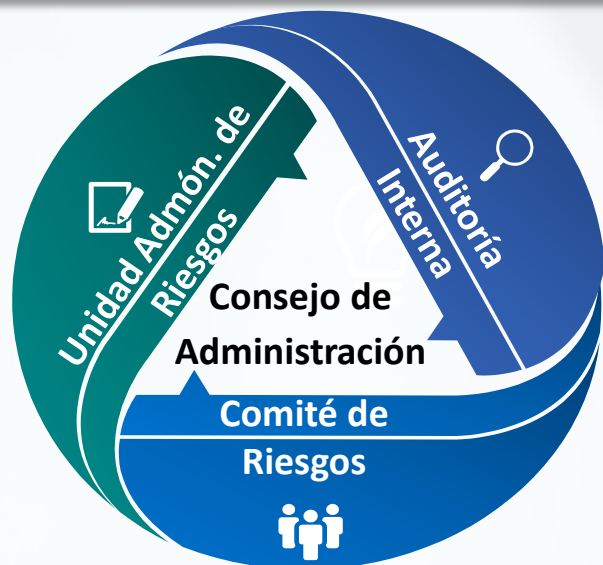 Unidad Admón. de
Riesgos
Auditoría
Interna
Consejo de
Administración
Comité de
Riesgos